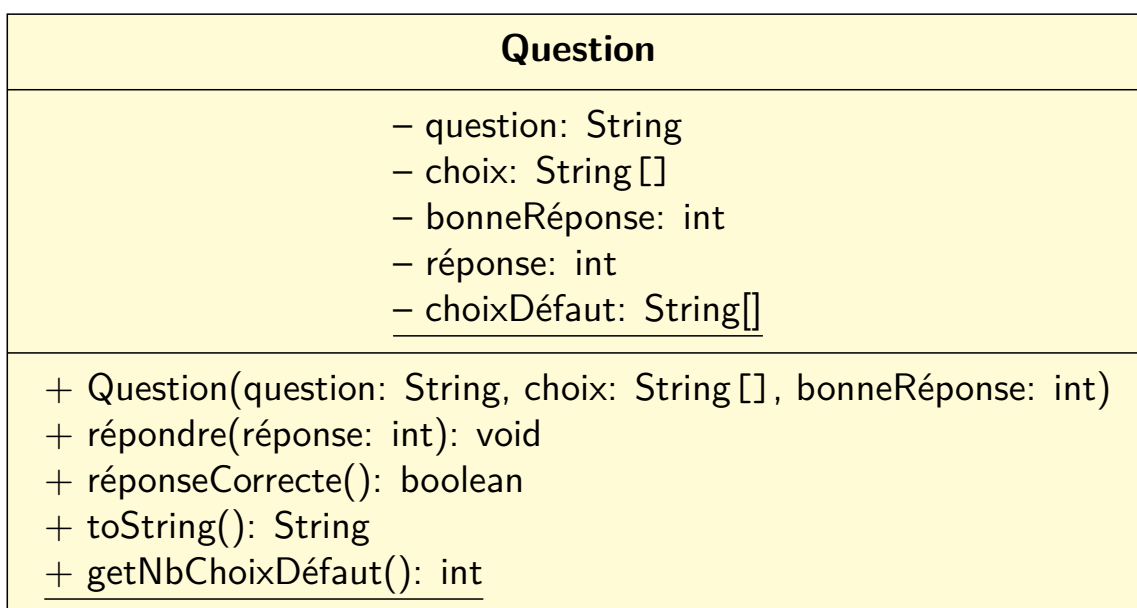 Question
– question: String
– choix: String[]
– bonneRéponse: int
– réponse: int
– choixDéfaut: String[]
+ Question(question: String, choix: String[], bonneRéponse: int)
+ répondre(réponse: int): void
+ réponseCorrecte(): boolean
+ toString(): String
+ getNbChoixDéfaut(): int